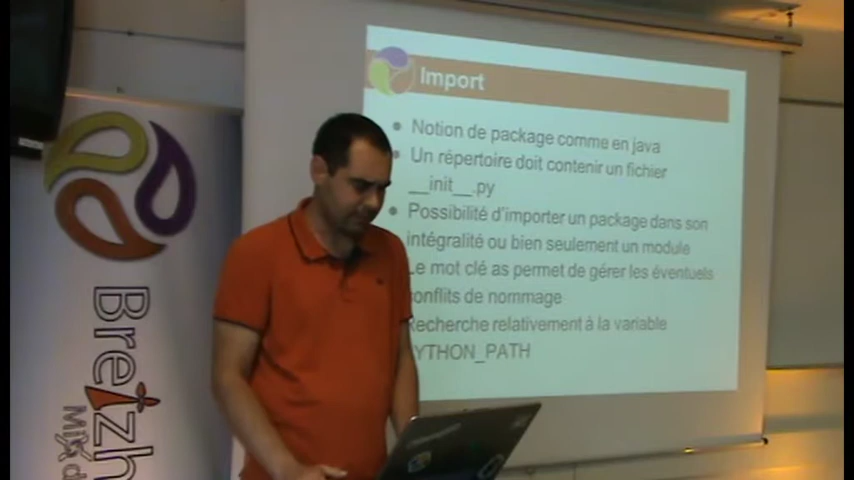 Import
Notion de package comme en java
Un répertoire doit contenir un fichier
__init__.py
Possibilité d'importer un package dans son
intégralité ou bien seulement un module
Le mot clé as permet de gérer les éventuels
onflits de nommage
Recherche relativement à la variable
YTHON_PATH
Breizh